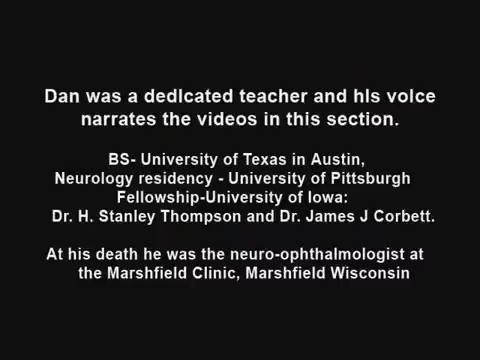 Dan was a dedIcated teacher and hIs voIce
narrates the videos in this section.
BS- University of Texas in Austin,
Neurology residency - University of Pittsburgh
Fellowship-University of Iowa:
Dr. H. Stanley Thompson and Dr. James J Corbett.
At his death he was the neuro-ophthalmologist at
the Marshfield Clinic, Marshfield Wisconsin